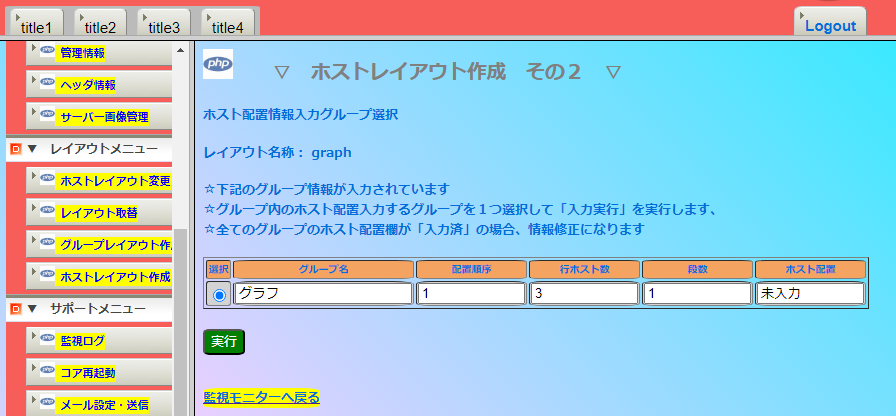 title1 title2 title3 title4 Logout
管理情報
ヘッダ情報
サーバー画像管理
▼ レイアウトメニュー
ホストレイアウト変更
レイアウト取替
グループレイアウト作
ホストレイアウト作成
▼ サポートメニュー
監視ログ
コア再起動
メール設定・送信
php
▽ ホストレイアウト作成 その２ ▽
ホスト配置情報入力グループ選択
レイアウト名称： graph
☆下記のグループ情報が入力されています
☆グループ内のホスト配置入力するグループを１つ選択して「入力実行」を実行します、
☆全てのグループのホスト配置欄が「入力済」の場合、情報修正になります
選択 グループ名 配置順序 行ホスト数 段数 ホスト配置
グラフ 1 3 1 未入力
実行
監視モニターへ戻る